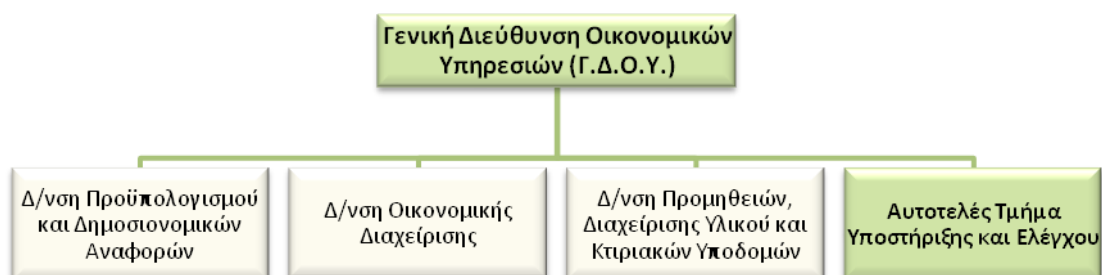 Γενική Διεύθυνση Οικονομικών
Υπηρεσιών (Γ.Δ.Ο.Υ.)
Δ/νση Προϋπολογισμού
και Δημοσιονομικών
Αναφορών
Δ/νση Οικονομικής
Διαχείρισης
Δ/νση Προμηθειών,
Διαχείρισης Υλικού και
Κτιριακών Υποδομών
Αυτοτελές Τμήμα
Υποστήριξης και Ελέγχου